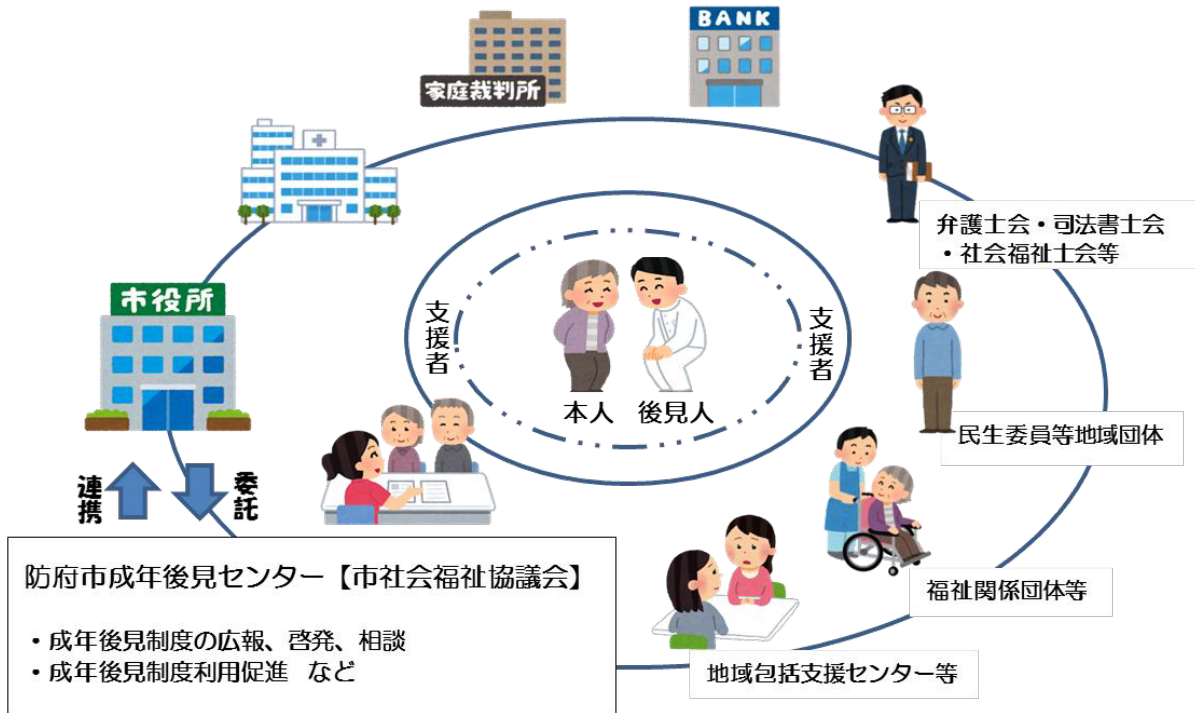 BANK
家庭裁判所
弁護士会・司法書士会
・社会福祉士会等
市役所
支援者
支援者
本人 後見人
民生委員等地域団体
連携
委託
防府市成年後見センター【市社会福祉協議会】
・成年後見制度の広報、啓発、相談
・成年後見制度利用促進 など
福祉関係団体等
地域包括支援センター等